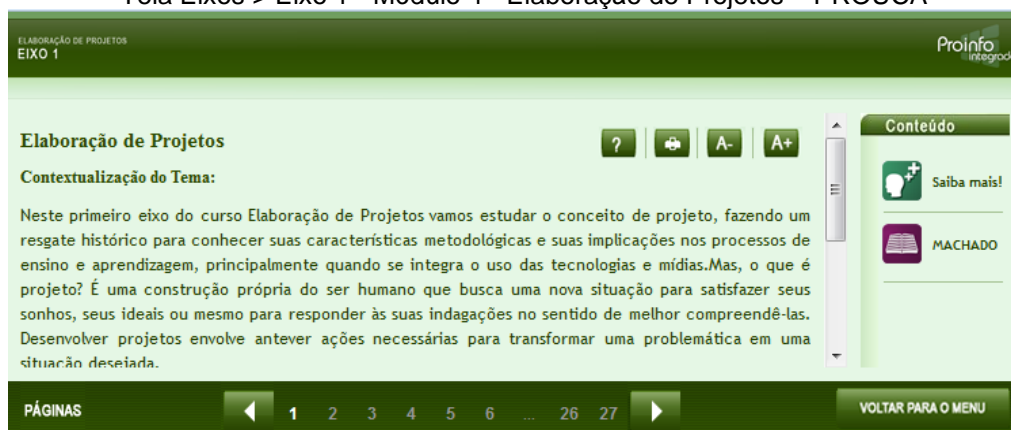 Tela Eixos > Eixo 1 - Módulo 1 - Elaboração de Projetos – PROUCA
ELABORAÇÃO DE PROJETOS
EIXO 1
Proinfo
integrado
Elaboração de Projetos
? A- A+
Contextualização do Tema:
Neste primeiro eixo do curso Elaboração de Projetos vamos estudar o conceito de projeto, fazendo um
resgate histórico para conhecer suas características metodológicas e suas implicações nos processos de
ensino e aprendizagem, principalmente quando se integra o uso das tecnologias e mídias.Mas, o que é
projeto? É uma construção própria do ser humano que busca uma nova situação para satisfazer seus
sonhos, seus ideais ou mesmo para responder às suas indagações no sentido de melhor compreendê-las.
Desenvolver projetos envolve antever ações necessárias para transformar uma problemática em uma
situação desejada.
Conteúdo
Saiba mais!
MACHADO
PÁGINAS
1 2 3 4 5 6 ... 26 27
VOLTAR PARA O MENU